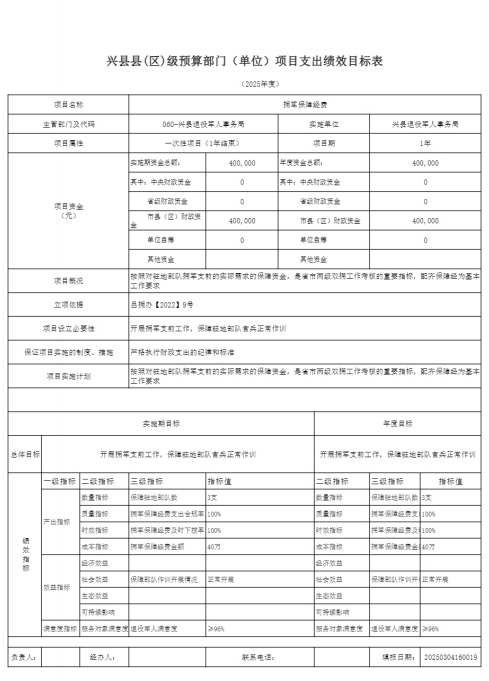 兴县县(区)级预算部门（单位）项目支出绩效目标表
（2025年度）
项目名称 拥军保障经费
主管部门及代码 060-兴县退役军人事务局 实施单位 兴县退役军人事务局
项目属性 一次性项目（1年结束） 项目期 1年
项目资金
（元）
实施期资金总额： 400,000 年度资金总额： 400,000
其中：中央财政资金 0 其中：中央财政资金 0
省级财政资金 0 省级财政资金 0
市县（区）财政资金 400,000 市县（区）财政资金 400,000
单位自筹 0 单位自筹 0
其他资金 其他资金
项目概况 按照对驻地部队拥军支前的实际需求的保障资金，是省市两级双拥工作考核的重要指标，配齐保障经为基本
工作要求
立项依据 吕拥办【2022】9号
项目设立必要性 开展拥军支前工作，保障驻地部队官兵正常作训
保证项目实施的制度、措施 严格执行财政支出的纪律和标准
项目实施计划 按照对驻地部队拥军支前的实际需求的保障资金，是省市两级双拥工作考核的重要指标，配齐保障经为基本
工作要求
实施期目标 年度目标
总体目标 开展拥军支前工作，保障驻地部队官兵正常作训 开展拥军支前工作，保障驻地部队官兵正常作训
绩效指标
一级指标 二级指标 三级指标 指标值 二级指标 三级指标 指标值
产出指标
数量指标 保障驻地部队数 3支 数量指标 保障驻地部队数 3支
质量指标 拥军保障经费支出合规率 100% 质量指标 拥军保障经费支 100%
时效指标 拥军保障经费及时下拨率 100% 时效指标 拥军保障经费及 100%
成本指标 拥军保障经费金额 40万 成本指标 拥军保障经费金 40万
效益指标
经济效益 经济效益
社会效益 保障部队作训开展情况 正常开展 社会效益 保障部队作训开 正常开展
生态效益 生态效益
可持续影响 可持续影响
满意度指标 服务对象满意度 退役军人满意度 ≥96% 服务对象满意度 退役军人满意度 ≥96%
负责人： 经办人： 联系电话： 填报日期： 20250304160019